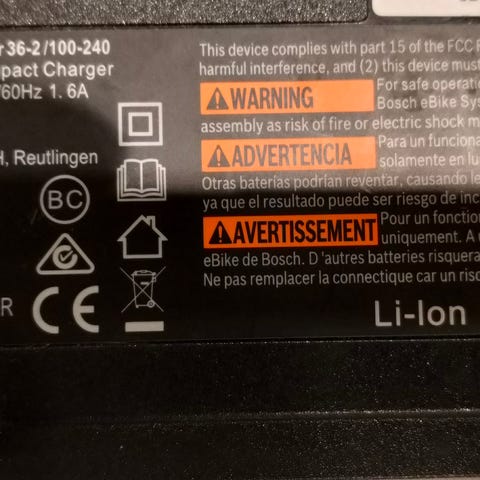 r 36-2/100-240
pact Charger
/60Hz 1. 6A
H, Reutlingen
BC
R CE
This device complies with part 15 of the FCC
harmful interference, and (2) this device must
WARNING For safe operati
Bosch eBike Sy
assembly as risk of fire or electric shock m
ADVERTENCIA Para un funciona
solamente en lu
Otras baterías podrían reventar, causando le
ya que el resultado puede ser riesgo de inc
AVERTISSEMENT Pour un fonctio
uniquement. A
eBike de Bosch. D'autres batteries risquera
Ne pas remplacer la connectique car un risq
Li-Ion